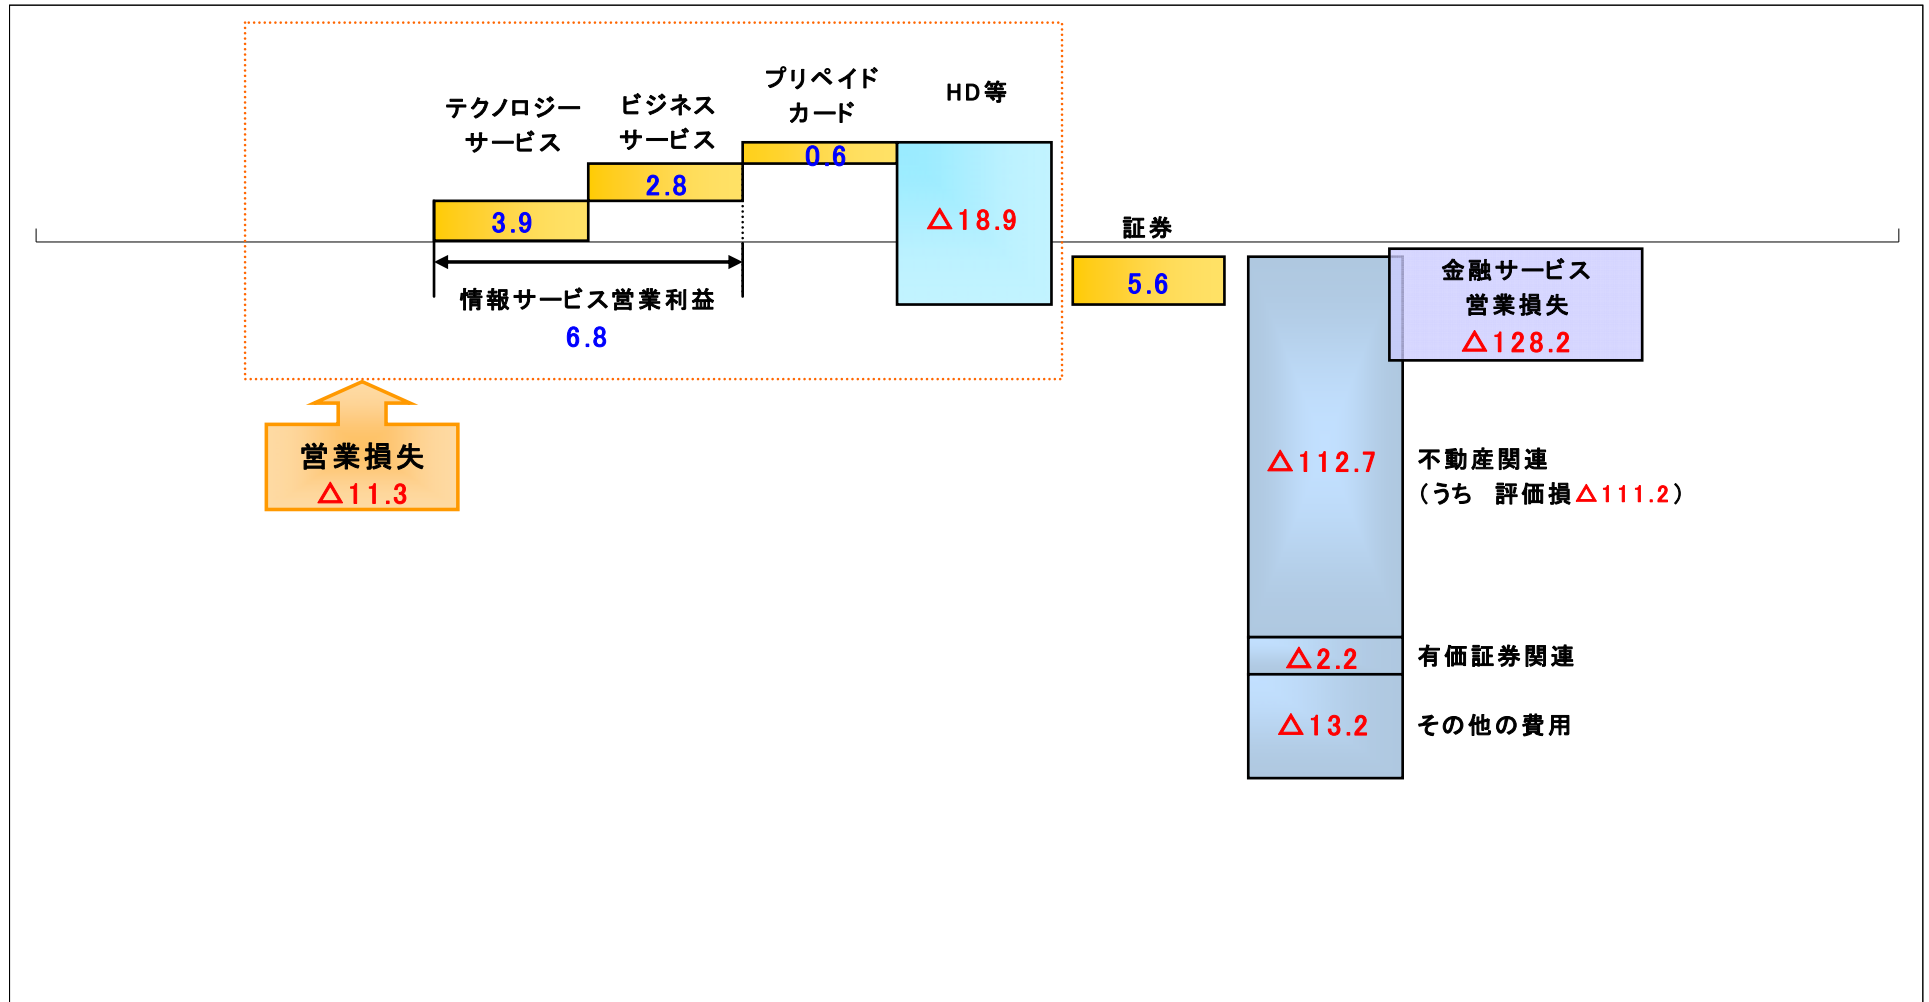 テクノロジー
サービス
3.9
ビジネス
サービス
2.8
プリペイド
カード
0.6
HD等
△18.9
情報サービス営業利益
6.8
営業損失
△11.3
証券
5.6
金融サービス
営業損失
△128.2
△112.7
不動産関連
(うち 評価損△111.2)
△2.2
有価証券関連
△13.2
その他の費用